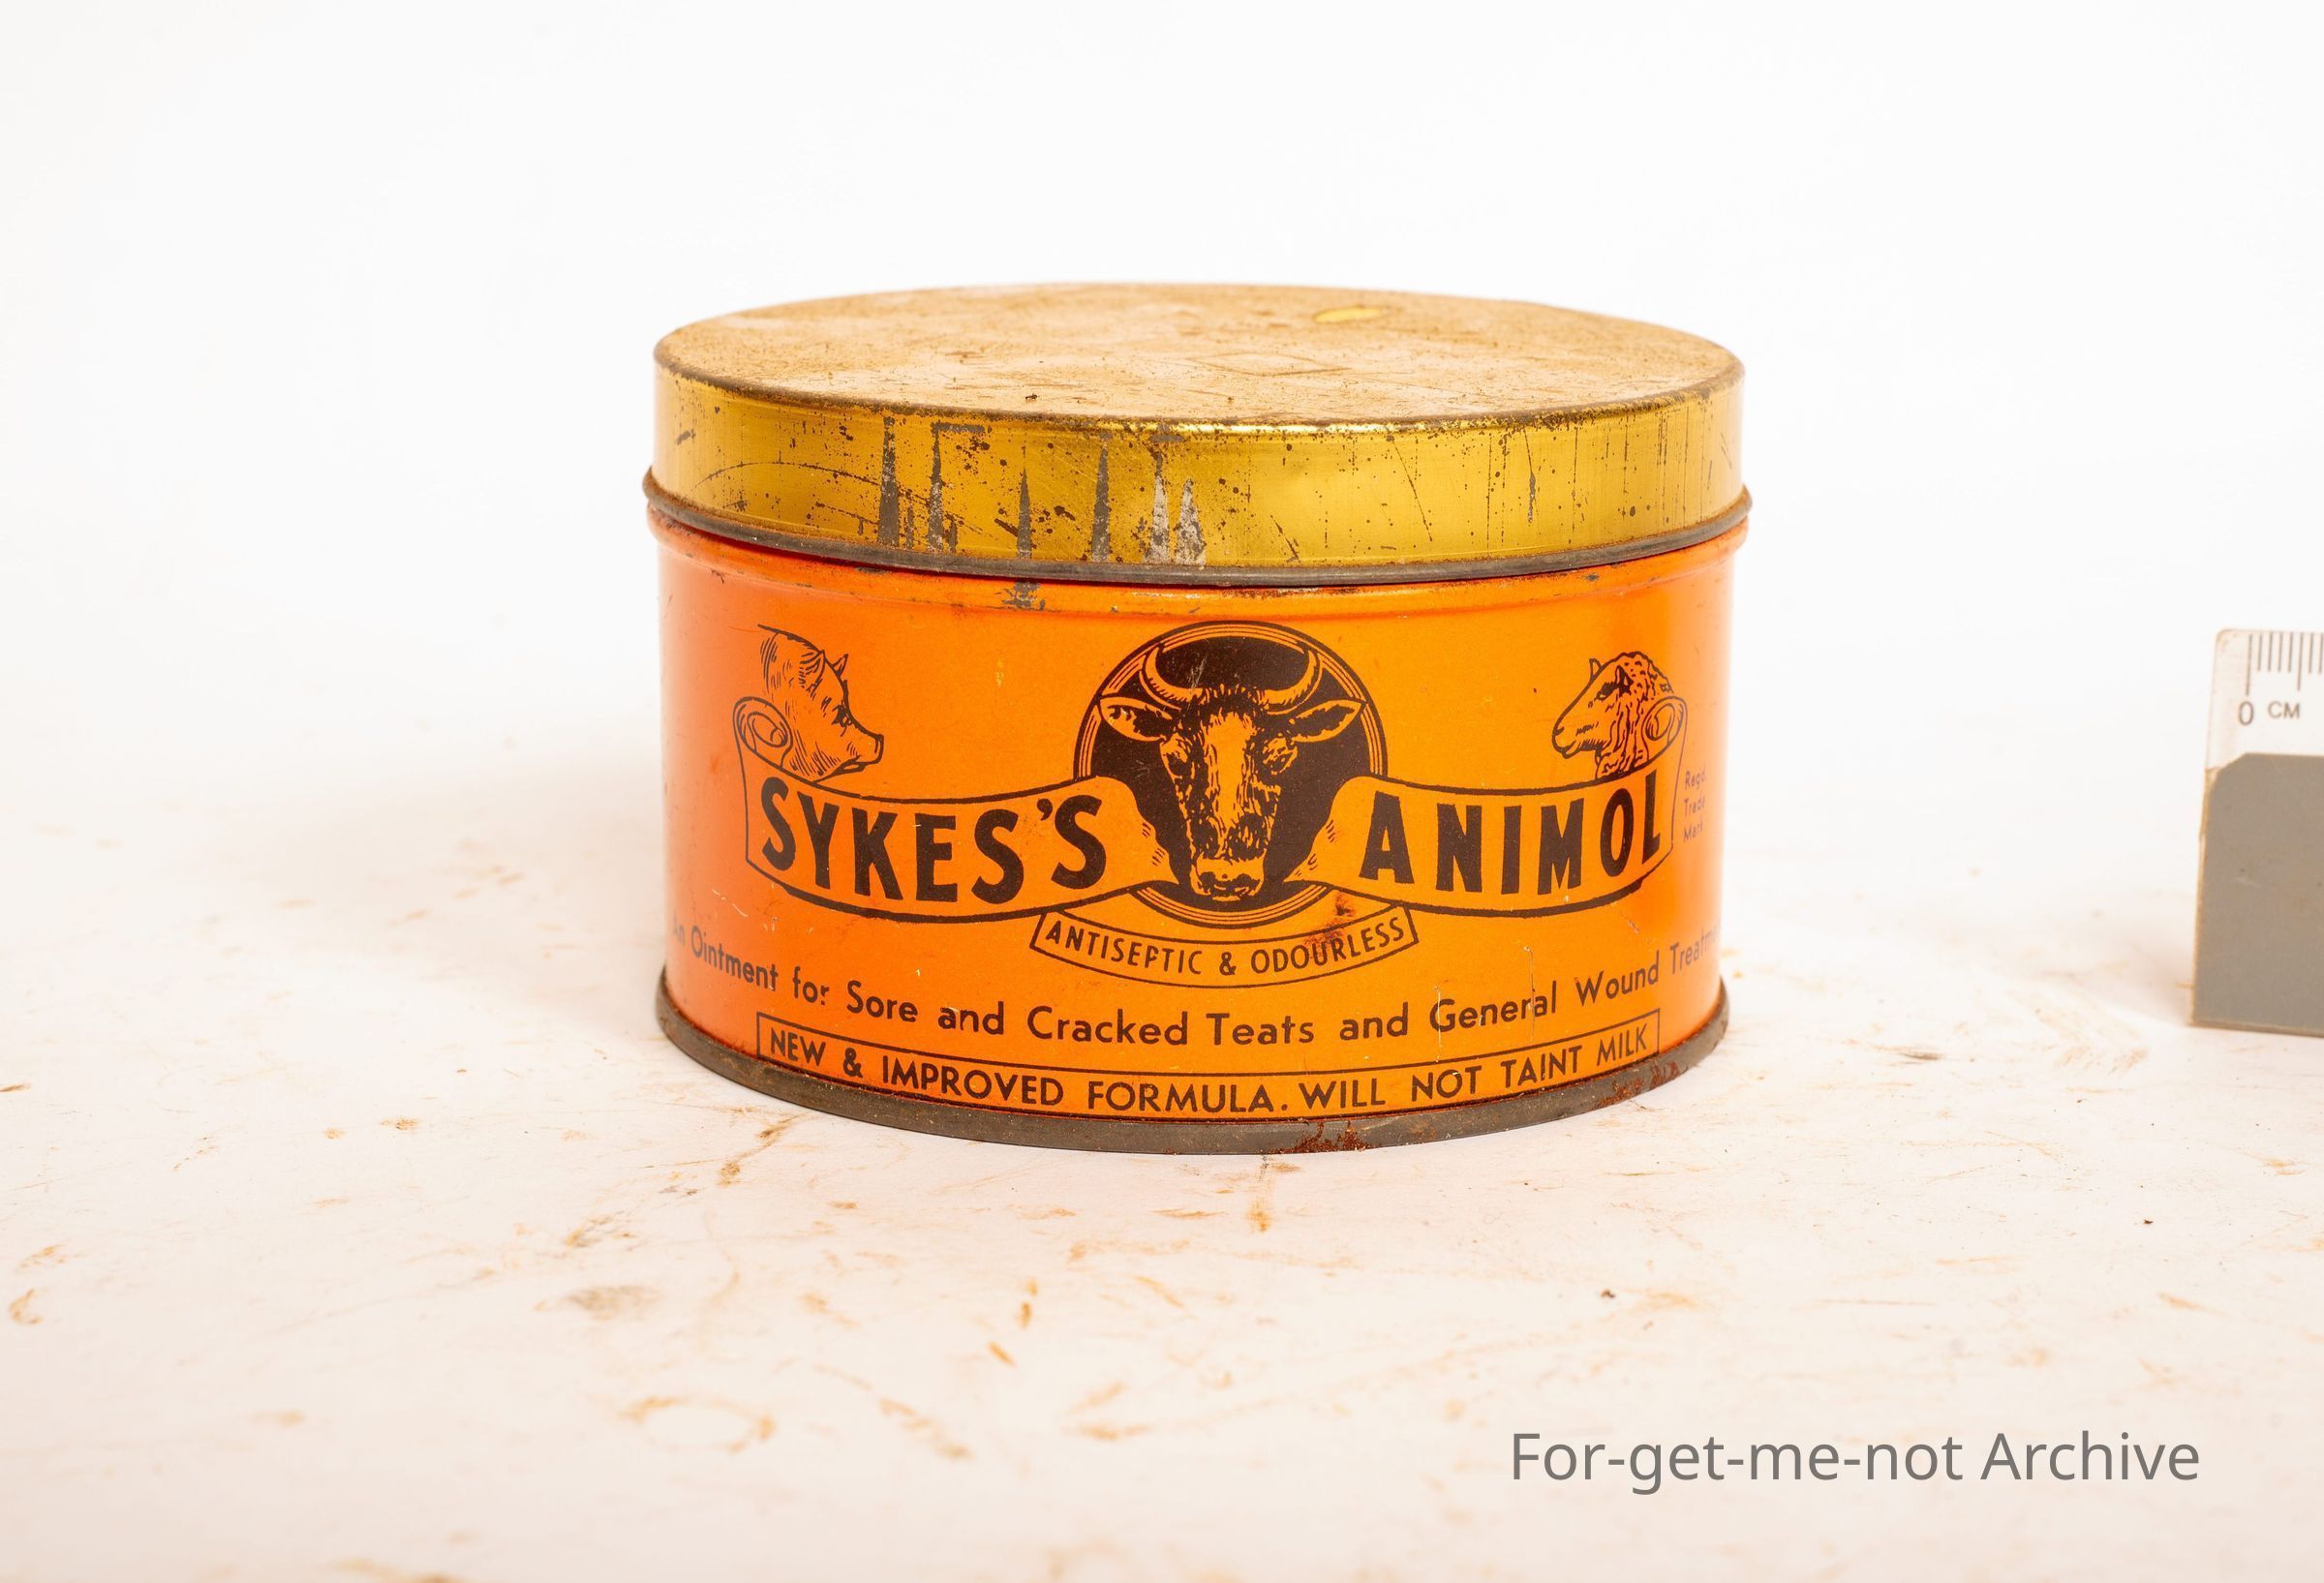 SYKES'S ANIMOL
Regd.
Trade
Mark
ANTISEPTIC & ODOURLESS
An Ointment for Sore and Cracked Teats and General Wound
NEW & IMPROVED FORMULA. WILL NOT TAINT MILK
0 CM
For-get-me-not Archive